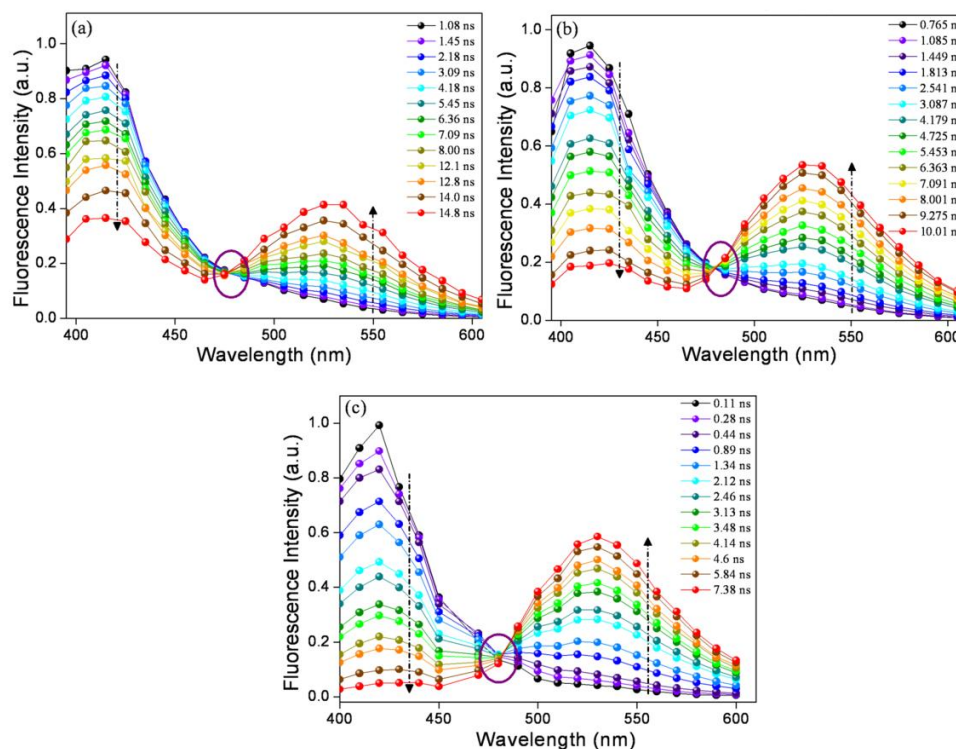 (a)
1.08 ns
1.45 ns
2.18 ns
3.09 ns
4.18 ns
5.45 ns
6.36 ns
7.09 ns
8.00 ns
12.1 ns
12.8 ns
14.0 ns
14.8 ns
Fluorescence Intensity (a.u.)
1.0
0.8
0.6
0.4
0.2
0.0
400 450 500 550 600
Wavelength (nm)
(b)
0.765 n
1.085 n
1.449 n
1.813 n
2.541 n
3.087 n
4.179 n
4.725 n
5.453 n
6.363 n
7.091 n
8.001 n
9.275 n
10.01 n
Fluorescence Intensity (a.u.)
1.0
0.8
0.6
0.4
0.2
0.0
400 450 500 550 600
Wavelength (nm)
(c)
0.11 ns
0.28 ns
0.44 ns
0.89 ns
1.34 ns
2.12 ns
2.46 ns
3.13 ns
3.48 ns
4.14 ns
4.6 ns
5.84 ns
7.38 ns
Fluorescence Intensity (a.u.)
1.0
0.8
0.6
0.4
0.2
0.0
400 450 500 550 600
Wavelength (nm)